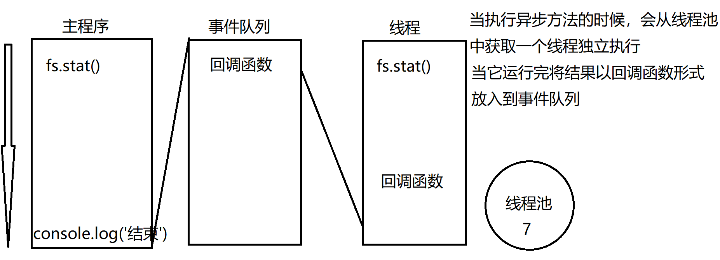 主程序
fs.stat()
console.log('结束')
事件队列
回调函数
线程
fs.stat()
回调函数
当执行异步方法的时候，会从线程池
中获取一个线程独立执行
当它运行完将结果以回调函数形式
放入到事件队列
线程池
7